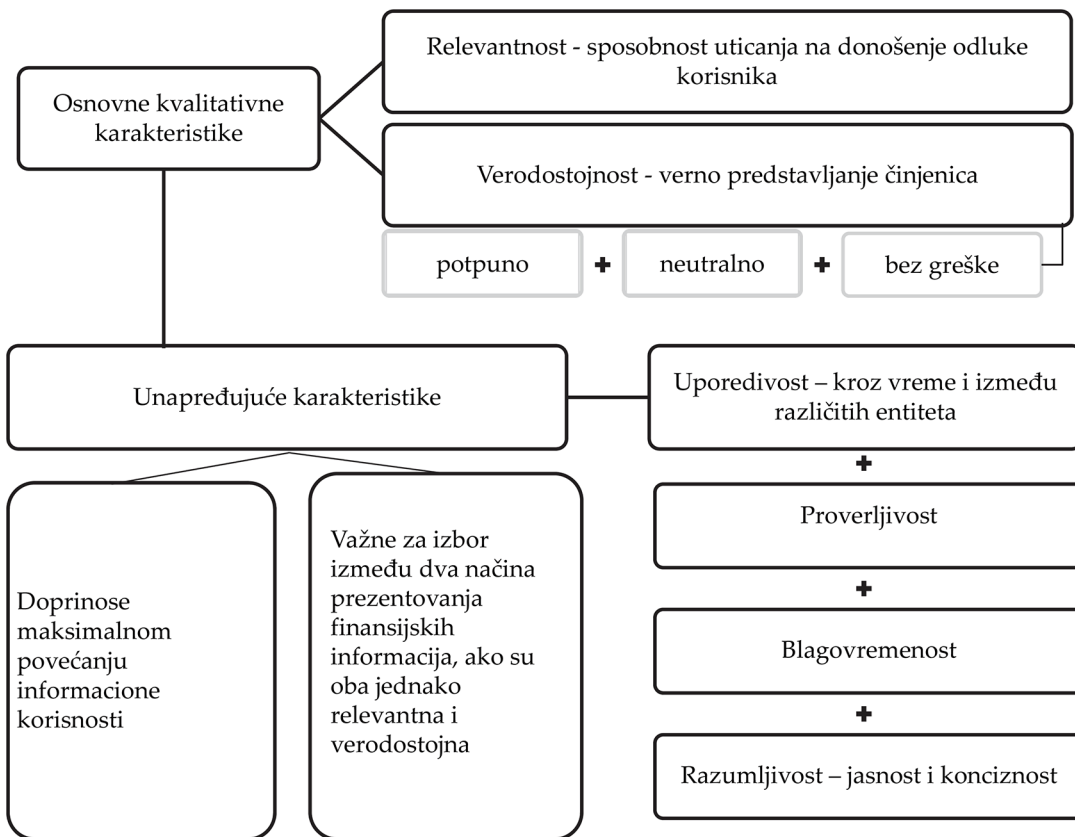 Relevantnost - sposobnost uticanja na donošenje odluke
korisnika
Osnovne kvalitativne
karakteristike
Verodostojnost - verno predstavljanje činjenica
potpuno + neutralno + bez greške
Unapređujuće karakteristike
Uporedivost – kroz vreme i između
različitih entiteta
+
Proverljivost
+
Blagovremenost
+
Razumljivost – jasnost i konciznost
Doprinose
maksimalnom
povećanju
informacione
korisnosti
Važne za izbor
između dva načina
prezentovanja
finansijskih
informacija, ako su
oba jednako
relevantna i
verodostojna